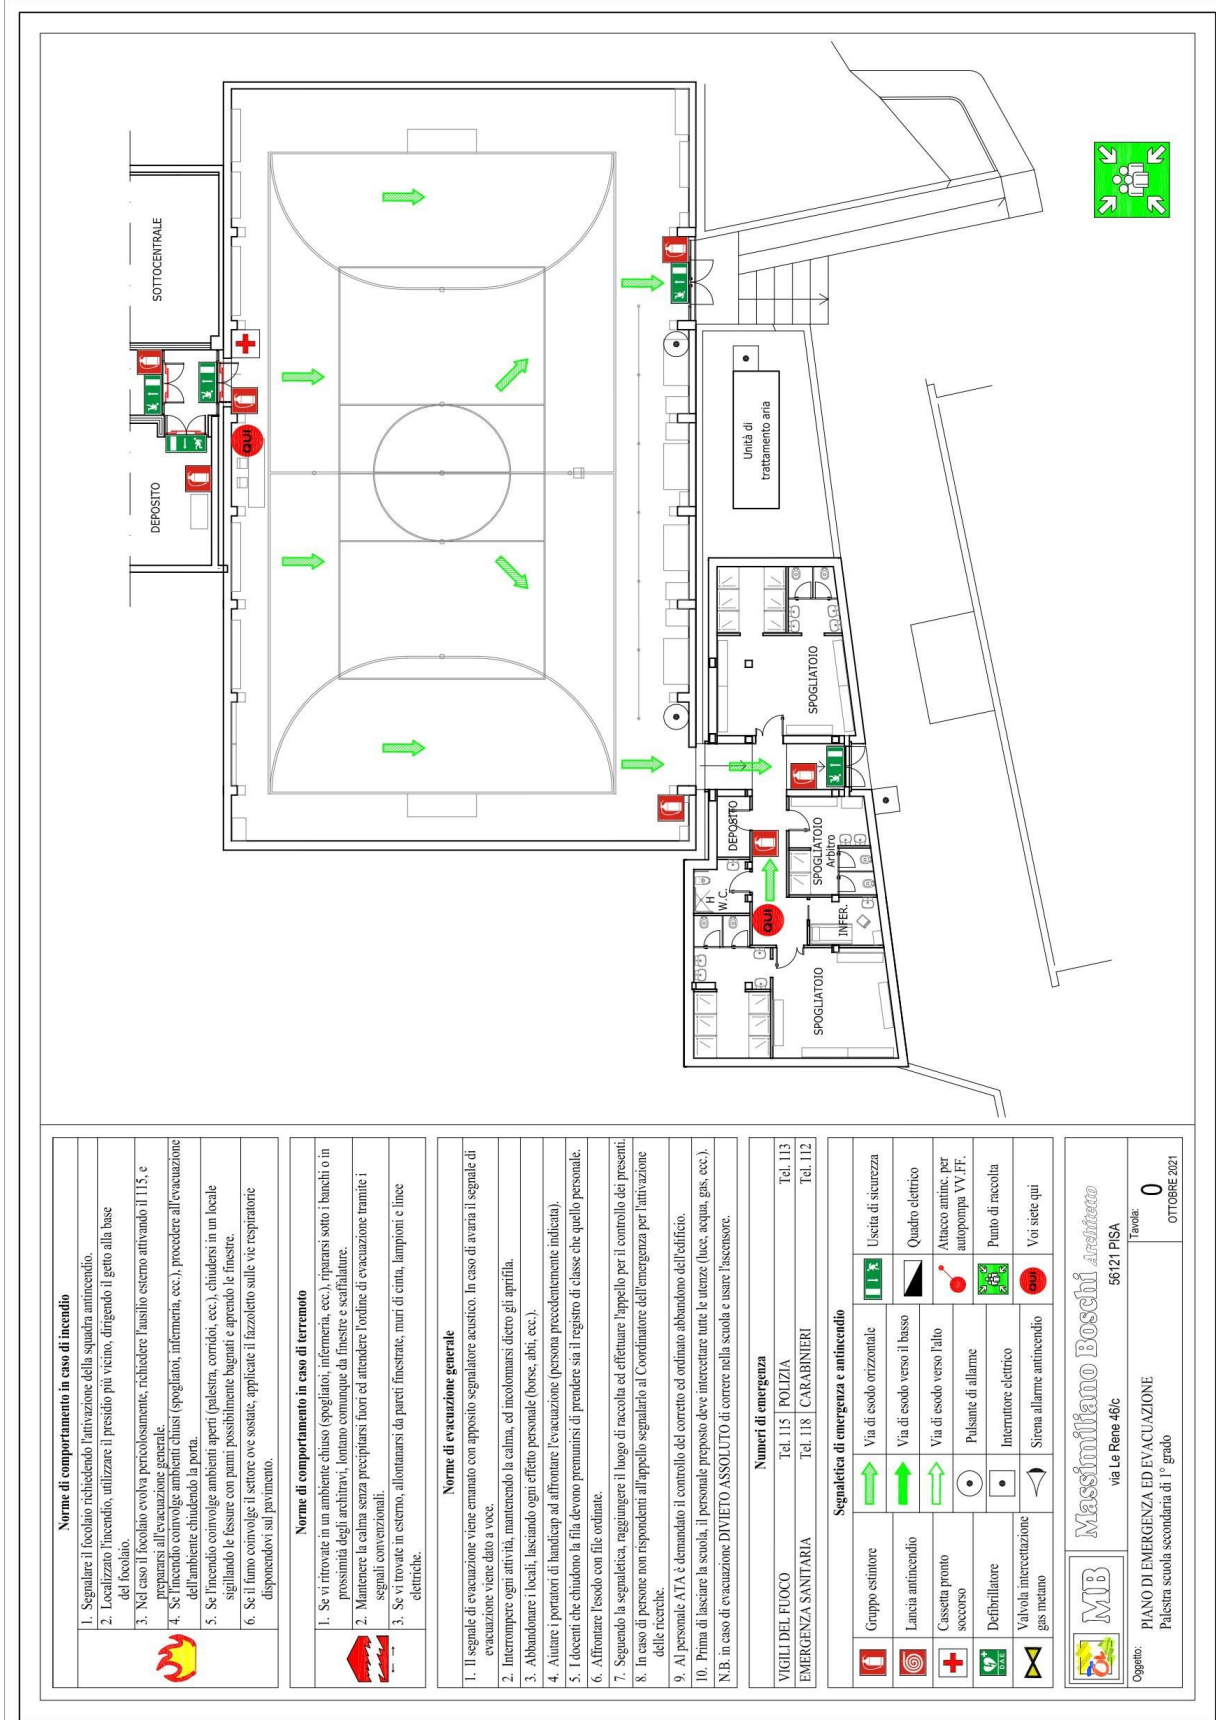 Norme di comportamento in caso di incendio
1. Segnalare il focolaio richiedendo l'attivazione della squadra antincendio.
2. Localizzato l'incendio, utilizzare il presidio più vicino, dirigendo il getto alla base
del focolaio.
3. Nel caso il focolaio evolva pericolosamente, richiedere l'ausilio esterno attivando il 115, e
prepararsi all'evacuazione generale.
4. Se l'incendio coinvolge ambienti chiusi (spogliatoi, infermeria, ecc.), procedere all'evacuazione
dell'ambiente chiudendo la porta.
5. Se l'incendio coinvolge ambienti aperti (palestra, corridoi, ecc.), chiudersi in un locale
sigillando le fessure con panni possibilmente bagnati e aprendo le finestre.
6. Se il fumo coinvolge il settore ove sostate, applicate il fazzoletto sulle vie respiratorie
disponendovi sul pavimento.
Norme di comportamento in caso di terremoto
1. Se vi ritrovate in un ambiente chiuso (spogliatoi, infermeria, ecc.), ripararsi sotto i banchi o in
prossimità degli architravi, lontano comunque da finestre e scaffalature.
2. Mantenere la calma senza precipitarsi fuori ed attendere l'ordine di evacuazione tramite i
segnali convenzionali.
3. Se vi trovate in esterno, allontanarsi da pareti finestrate, muri di cinta, lampioni e linee
elettriche.
Norme di evacuazione generale
1. Il segnale di evacuazione viene emanato con apposito segnalatore acustico. In caso di avaria il segnale di
evacuazione viene dato a voce.
2. Interrompere ogni attività, mantenendo la calma, ed incolonnarsi dietro gli aprifila.
3. Abbandonare i locali, lasciando ogni effetto personale (borse, abiti, ecc.).
4. Aiutare i portatori di handicap ad affrontare l'evacuazione (persona precedentemente indicata).
5. I docenti che chiudono la fila devono premunirsi di prendere sia il registro di classe che quello personale.
6. Affrontare l'esodo con file ordinate.
7. Seguendo la segnaletica, raggiungere il luogo di raccolta ed effettuare l'appello per il controllo dei presenti.
8. In caso di persone non rispondenti all'appello segnalarlo al Coordinatore dell'emergenza per l'attivazione
delle ricerche.
9. Al personale ATA è demandato il controllo del corretto ed ordinato abbandono dell'edificio.
10. Prima di lasciare la scuola, il personale preposto deve intercettare tutte le utenze (luce, acqua, gas, ecc.).
N.B. in caso di evacuazione DIVIETO ASSOLUTO di correre nella scuola e usare l'ascensore.
Numeri di emergenza
VIGILI DEL FUOCO Tel. 115 POLIZIA Tel. 113
EMERGENZA SANITARIA Tel. 118 CARABINIERI Tel. 112
Segnaletica di emergenza e antincendio
Gruppo estintore
Via di esodo orizzontale
Uscita di sicurezza
Lancia antincendio
Via di esodo verso il basso
Quadro elettrico
Cassetta pronto
soccorso
Via di esodo verso l'alto
Attacco antinc. per
autopompa VV.FF.
Pulsante di allarme
DAE
Defibrillatore
Interruttore elettrico
Punto di raccolta
Valvola intercettazione
gas metano
Sirena allarme antincendio
QUI
Voi siete qui
MB
Massimiliano Boschi Architetto
via Le Rene 46/c 56121 PISA
Oggetto:
PIANO DI EMERGENZA ED EVACUAZIONE
Palestra scuola secondaria di 1° grado
Tavola:
0
OTTOBRE 2021
DEPOSITO
SOTTOCENTRALE
QUI
Unità di
trattamento aria
DEPOSITO
H
W.C.
QUI
SPOGLIATOIO
Arbitro
INFER.
SPOGLIATOIO
SPOGLIATOIO